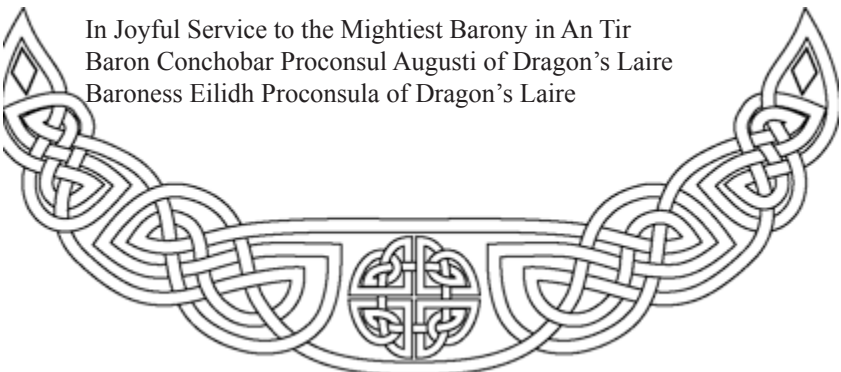 In Joyful Service to the Mightiest Barony in An Tir
Baron Conchobar Proconsul Augusti of Dragon’s Laire
Baroness Eilidh Proconsula of Dragon’s Laire